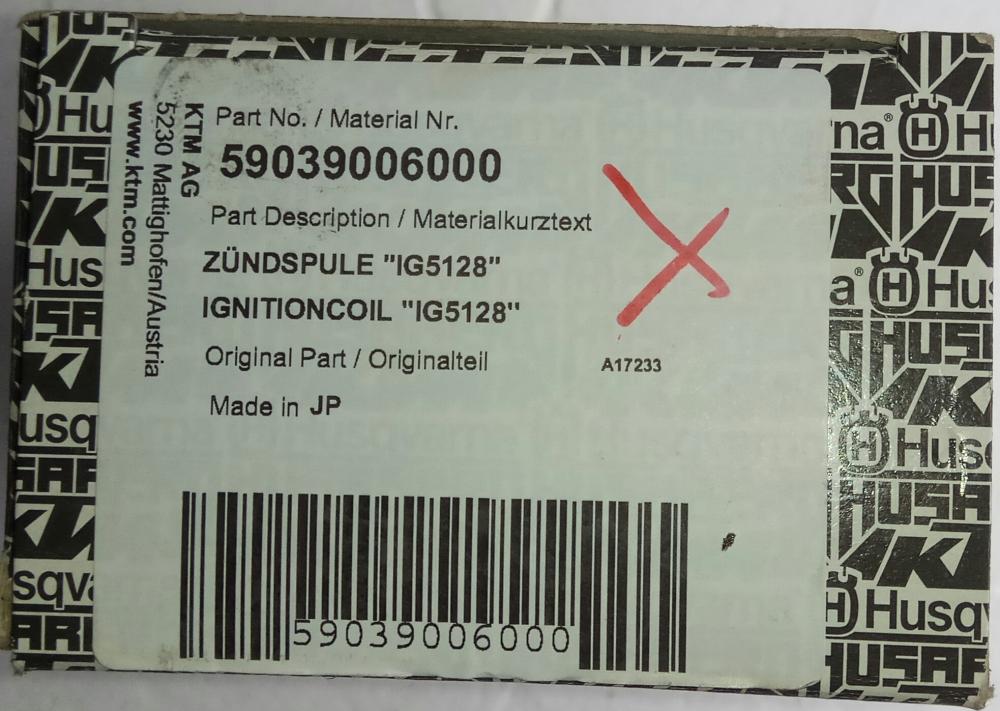 KTM AG
5230 Mattighofen/Austria
www.ktm.com
Part No. / Material Nr.
59039006000
Part Description / Materialkurztext
ZÜNDSPULE "IG5128"
IGNITIONCOIL "IG5128"
Original Part / Originalteil
A17233
Made in JP
59039006000